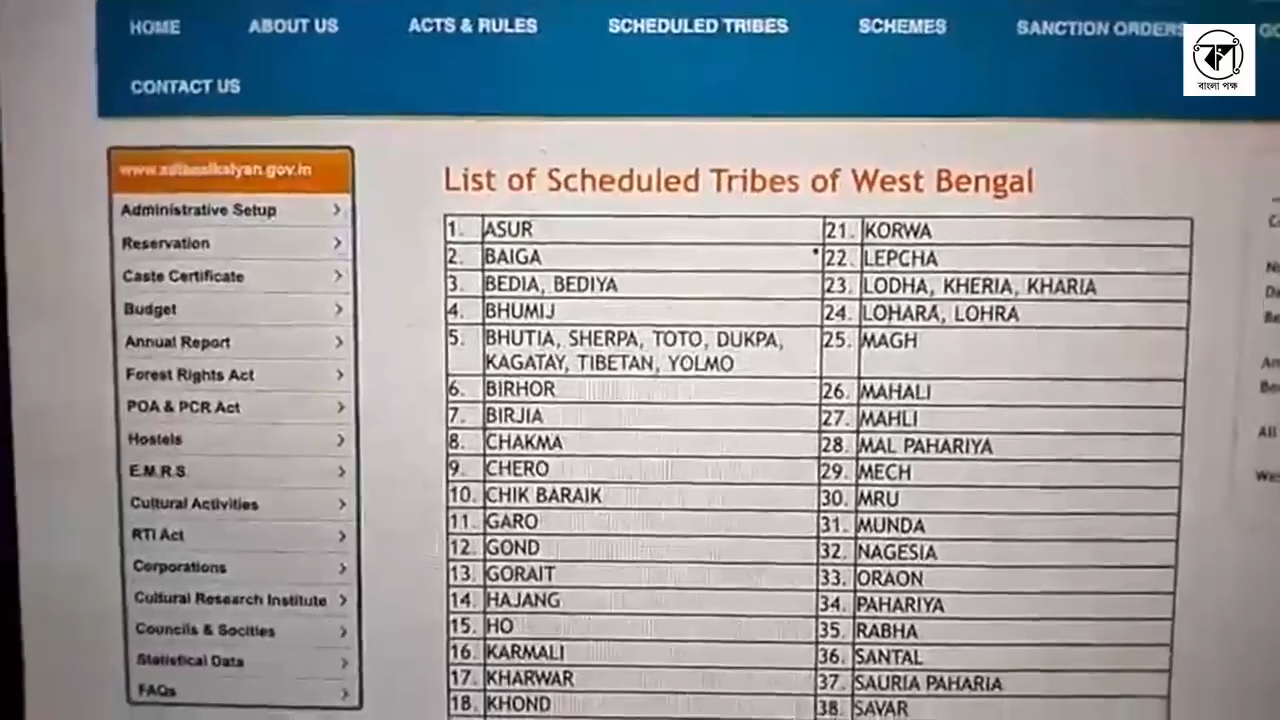 HOME ABOUT US ACTS & RULES SCHEDULED TRIBES SCHEMES SANCTION ORDERS GO
CONTACT US
বাংলা পক্ষ
www.adibasikalyan.gov.in
Administrative Setup
Reservation
Caste Certificate
Budget
Annual Report
Forest Rights Act
POA & PCR Act
Hostels
E.M.R.S.
Cultural Activities
RTI Act
Corporations
Cultural Research Institute
Councils & Socities
Statistical Data
FAQs
List of Scheduled Tribes of West Bengal
1. ASUR 21. KORWA
2. BAIGA 22. LEPCHA
3. BEDIA, BEDIYA 23. LODHA, KHERIA, KHARIA
4. BHUMIJ 24. LOHARA, LOHRA
5. BHUTIA, SHERPA, TOTO, DUKPA, 25. MAGH
KAGATAY, TIBETAN, YOLMO
6. BIRHOR 26. MAHALI
7. BIRJIA 27. MAHLI
8. CHAKMA 28. MAL PAHARIYA
9. CHERO 29. MECH
10. CHIK BARAIK 30. MRU
11. GARO 31. MUNDA
12. GOND 32. NAGESIA
13. GORAIT 33. ORAON
14. HAJANG 34. PAHARIYA
15. HO 35. RABHA
16. KARMALI 36. SANTAL
17. KHARWAR 37. SAURIA PAHARIA
18. KHOND 38. SAVAR
All